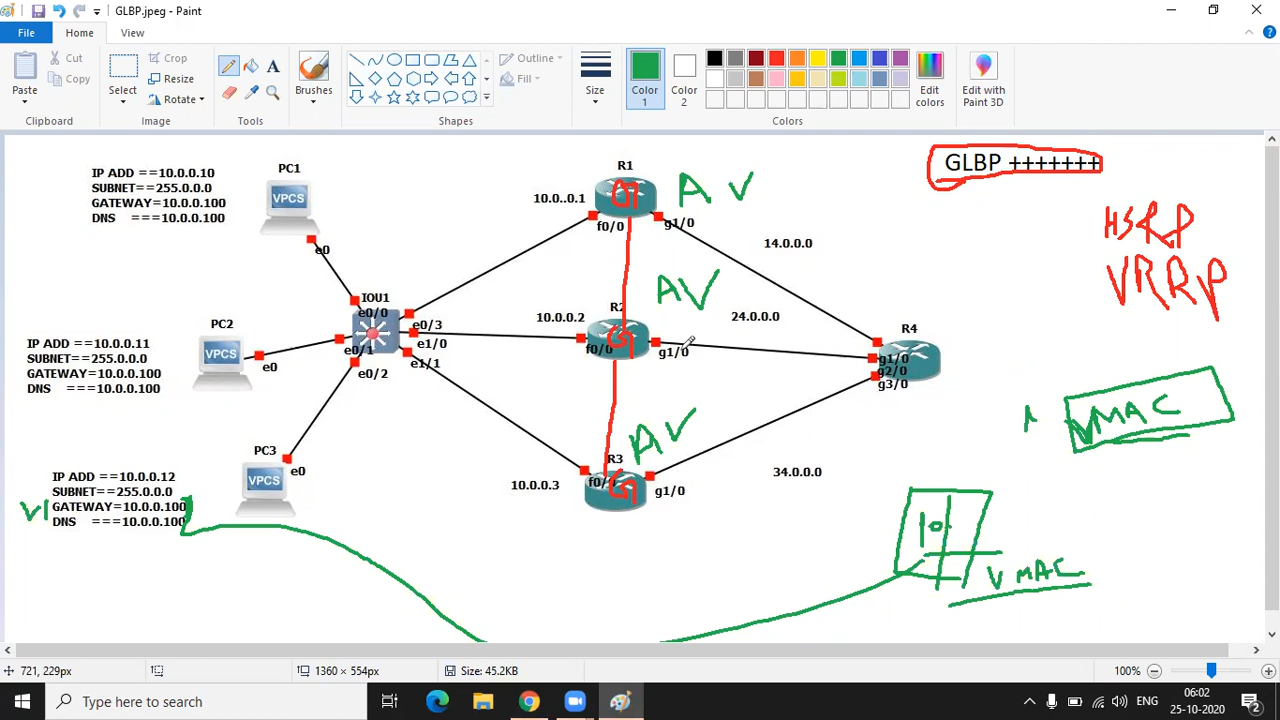 GLBP.jpeg - Paint
File
Home
View
Paste
Cut
Copy
Clipboard
Select
Crop
Resize
Rotate
Image
Tools
Brushes
Shapes
Outline
Fill
Size
Color 1
Color 2
Edit colors
Edit with Paint 3D
Colors
GLBP +++++++
HSRP
VRRP
IP ADD ==10.0.0.10
SUBNET==255.0.0.0
GATEWAY=10.0.0.100
DNS ===10.0.0.100
PC1
VPCS
e0
R1
A V
10.0..0.1
f0/0
g1/0
14.0.0.0
IOU1
e0/0
e0/3
e1/0
e1/1
e0/1
e0/2
PC2
VPCS
e0
IP ADD ==10.0.0.11
SUBNET==255.0.0.0
GATEWAY=10.0.0.100
DNS ===10.0.0.100
AV
R2
10.0.0.2
f0/0
g1/0
24.0.0.0
R4
g1/0
g2/0
g3/0
VMAC
PC3
VPCS
e0
IP ADD ==10.0.0.12
SUBNET==255.0.0.0
GATEWAY=10.0.0.100
DNS ===10.0.0.100
AV
R3
10.0.0.3
f0/0
g1/0
34.0.0.0
V MAC
721, 229px
1360 × 554px
Size: 45.2KB
100%
Type here to search
ENG
06:02
25-10-2020
2